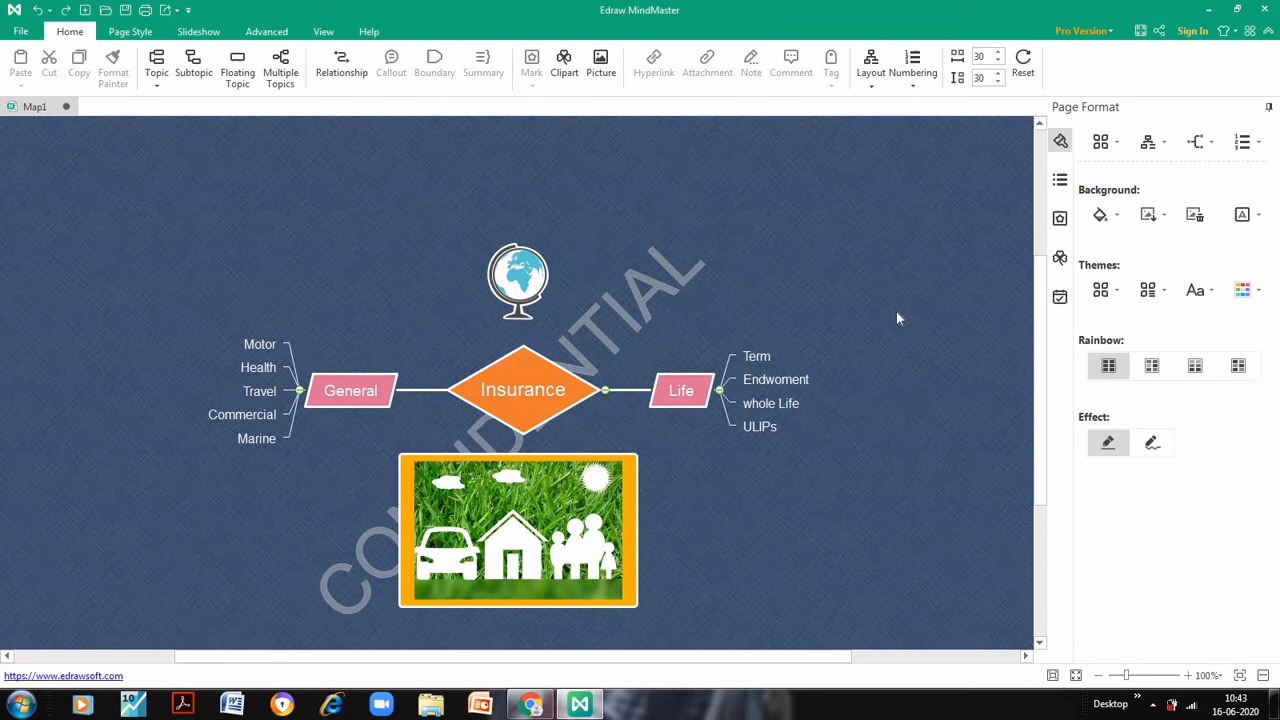 Edraw MindMaster
File
Home
Page Style
Slideshow
Advanced
View
Help
Pro Version
Sign In
Paste
Cut
Copy
Format Painter
Topic
Subtopic
Floating Topic
Multiple Topics
Relationship
Callout
Boundary
Summary
Mark
Clipart
Picture
Hyperlink
Attachment
Note
Comment
Tag
Layout
Numbering
30
30
Reset
Map1
Page Format
Background:
Themes:
Aa
Rainbow:
Effect:
CONFIDENTIAL
Motor
Health
Travel
Commercial
Marine
General
Insurance
Life
Term
Endwoment
whole Life
ULIPs
https://www.edrawsoft.com
100%
Desktop
10:43
16-06-2020